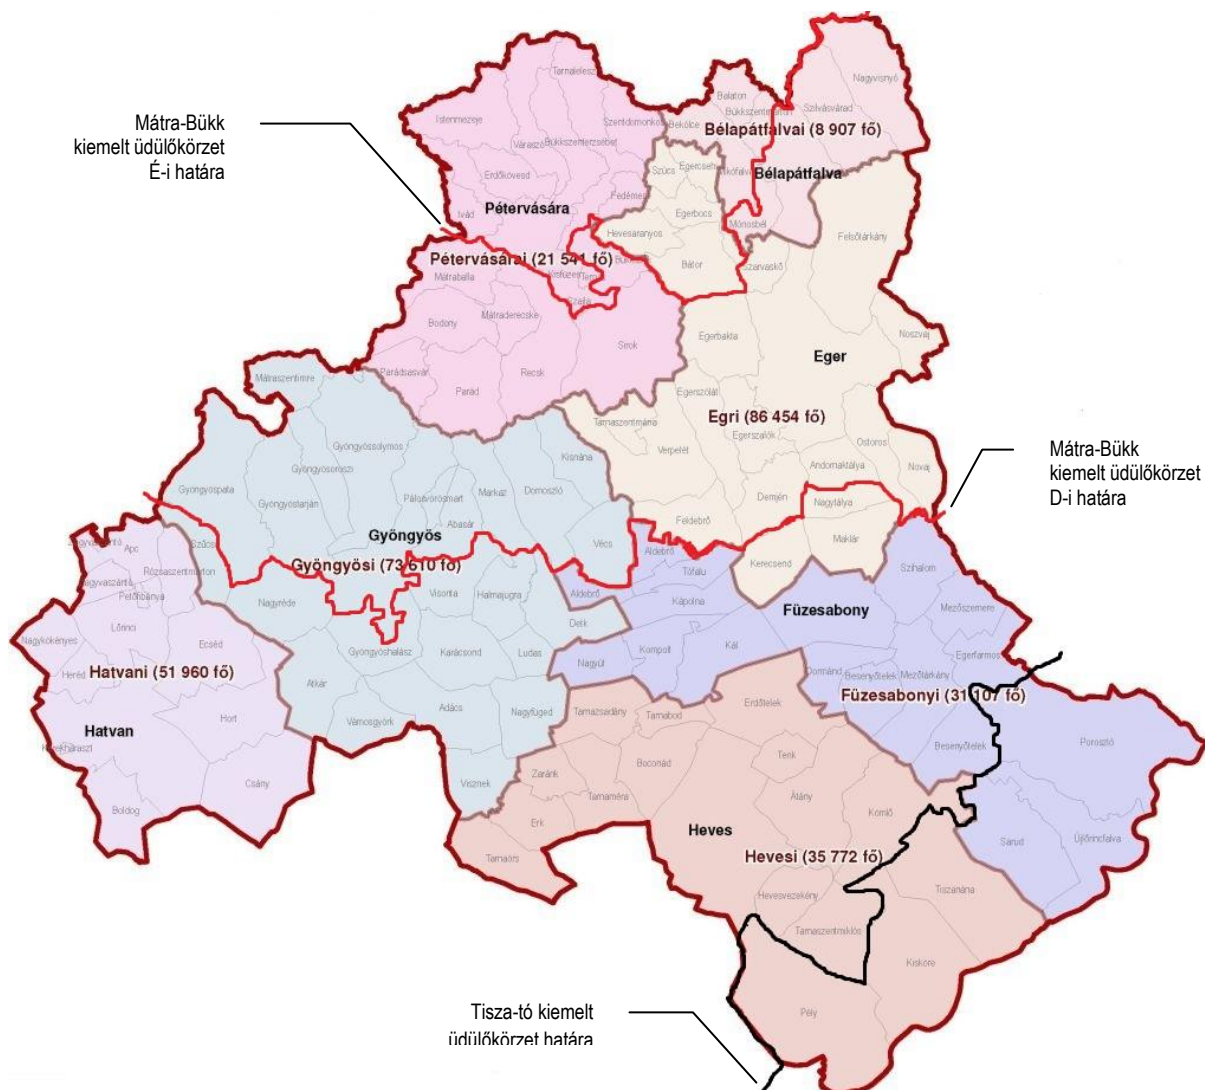 Mátra-Bükk
kiemelt üdülőkörzet
É-i határa
Tarnalelesz
Istenmezeje
Szentdomonkos
Váraszó
Bükkszenterzsébet
Erdőkövesd
Fedémes
Ivád
Pétervására
Pétervásárai (21 541 fő)
Mátraballa
Szajla
Bodony
Mátraderecske
Sirok
Parádsasvár
Recsk
Parád
Nagyvisnyó
Balaton
Szilvásvárad
Bekölce
Bélapátfalvai (8 907 fő)
Bélapátfalva
Mónosbél
Szúcs
Egercsehi
Egerbocs
Hevesaranyos
Bátor
Felsőtárkány
Szarvaskő
Noszvaj
Egerbakta
Eger
Egerszólát
Egri (86 454 fő)
Tarnaszentmária
Verpelét
Egerszalók
Ostoros
Andornaktálya
Novaj
Demjén
Nagytálya
Feldebrő
Maklár
Kerecsend
Mátra-Bükk
kiemelt üdülőkörzet
D-i határa
Mátraszentimre
Gyöngyössolymos
Kisnána
Gyöngyösoroszi
Gyöngyöspata
Gyöngyöstarján
Pálosvörösmart
Markaz
Domoszló
Abasár
Gyöngyös
Vécs
Gyöngyösi (73 610 fő)
Szűcsi
Nagyréde
Visonta
Halmajugra
Detk
Gyöngyöshalász
Karácsond
Ludas
Atkár
Adács
Vámosgyörk
Nagyfüged
Visznek
Apc
Rózsaszentmárton
Petőfibánya
Lőrinci
Nagykökényes
Ecséd
Heréd
Hatvani (51 960 fő)
Hort
Hatvan
Csány
Boldog
Aldebrő
Tófalu
Aldebrő
Kápolna
Szihalom
Füzesabony
Mezőszemere
Kompolt
Kál
Nagyút
Egerfarmos
Dormánd
Besenyőtelek
Mezőtárkány
Füzesabonyi (31 107 fő)
Besenyőtelek
Poroszló
Sarud
Újlőrincfalva
Erdőtelek
Tarnazsadány
Tarnabod
Boconád
Tenk
Zaránk
Tarnaméra
Átány
Komló
Erk
Heves
Tarnaörs
Hevesi (35 772 fő)
Tiszanána
Hevesvezekény
Tarnaszentmiklós
Kisköre
Pély
Tisza-tó kiemelt
üdülőkörzet határa